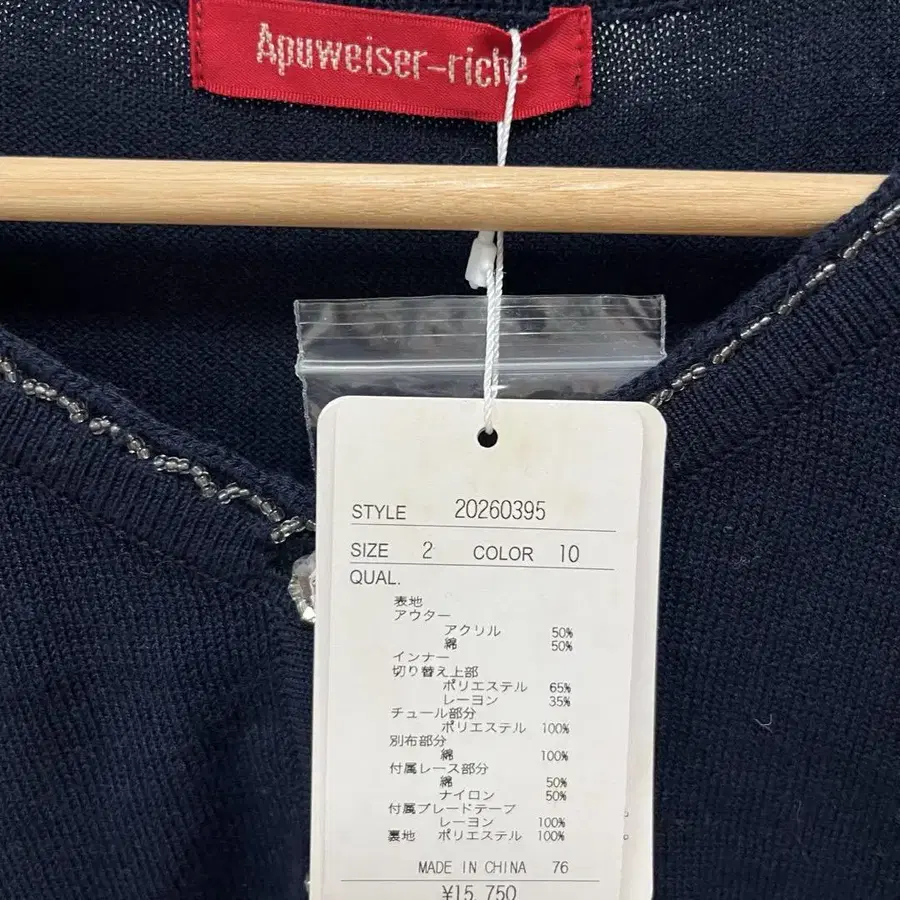 Apuweiser-riche
STYLE 20260395
SIZE 2 COLOR 10
QUAL.
表地
アウター
アクリル 50%
綿 50%
インナー
切り替え上部
ポリエステル 65%
レーヨン 35%
チュール部分
ポリエステル 100%
別布部分
綿 100%
付属レース部分
綿 50%
ナイロン 50%
付属ブレードテープ
レーヨン 100%
裏地 ポリエステル 100%
MADE IN CHINA 76
¥15,750